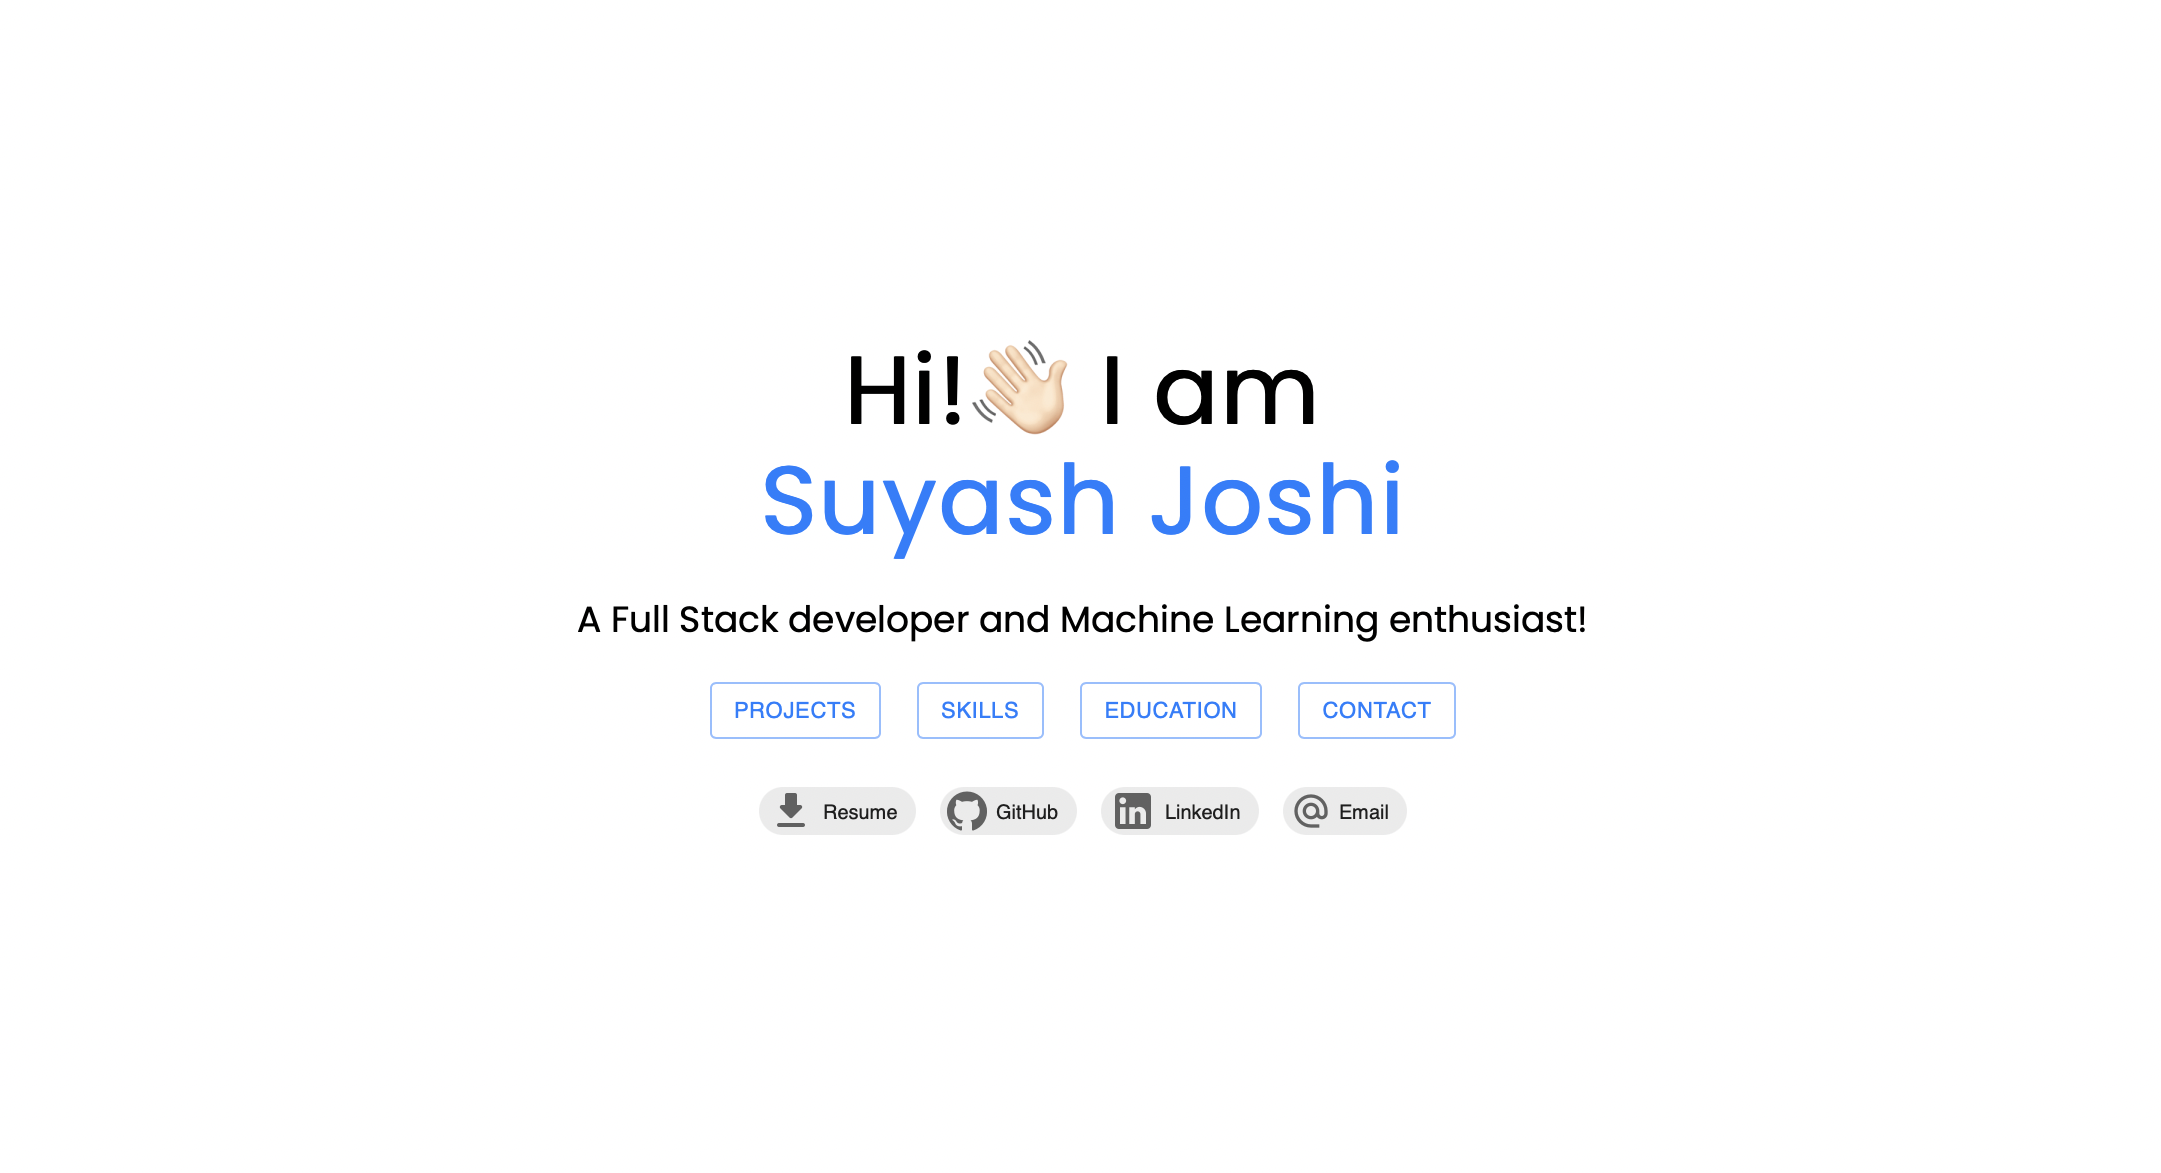 Hi!👋🏻 I am
Suyash Joshi
A Full Stack developer and Machine Learning enthusiast!
PROJECTS SKILLS EDUCATION CONTACT
Resume GitHub LinkedIn Email